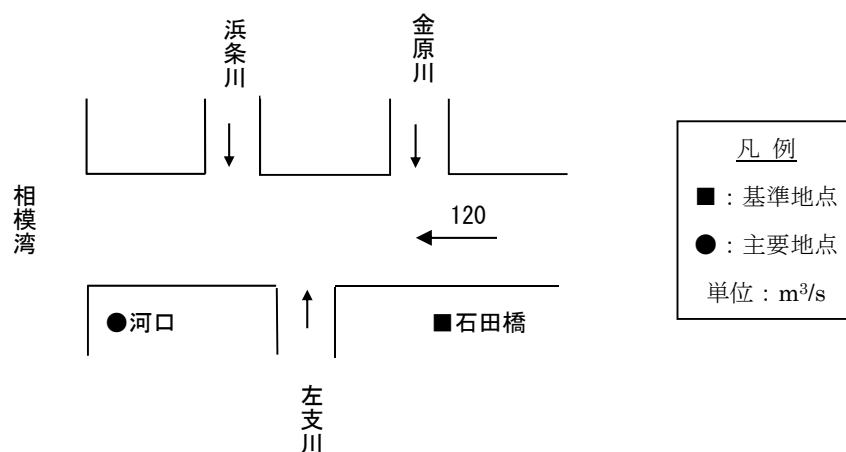 浜条川
金原川
相模湾
120
●河口
■石田橋
左支川
凡 例
■：基準地点
●：主要地点
単位：m³/s